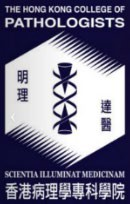 THE HONG KONG COLLEGE OF
PATHOLOGISTS
明理
達醫
SCIENTIA ILLUMINAT MEDICINAM
香港病理學專科學院